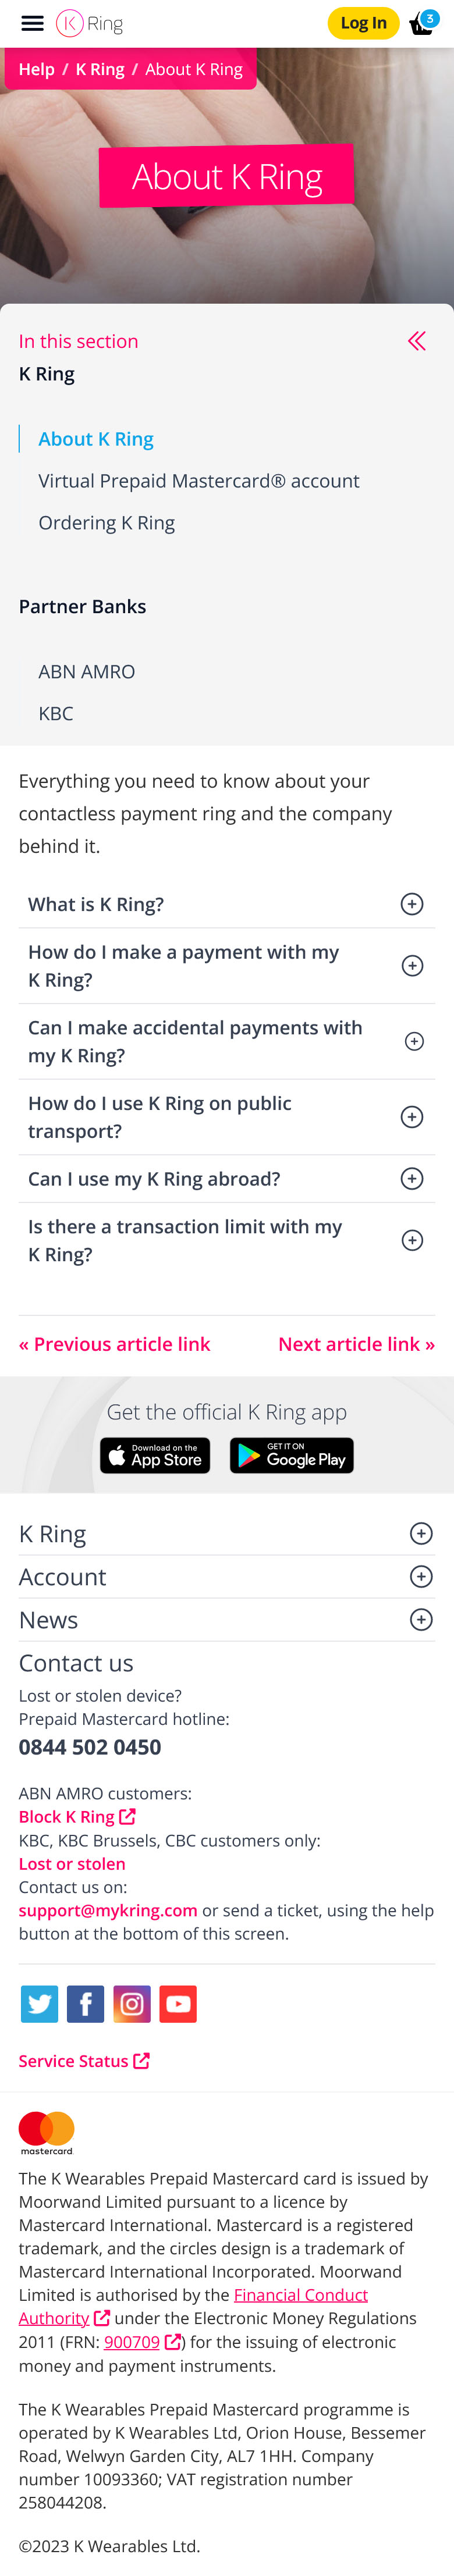 K Ring
Log In
3
Help / K Ring / About K Ring
About K Ring
In this section
K Ring
About K Ring
Virtual Prepaid Mastercard® account
Ordering K Ring
Partner Banks
ABN AMRO
KBC
Everything you need to know about your
contactless payment ring and the company
behind it.
What is K Ring?
How do I make a payment with my
K Ring?
Can I make accidental payments with
my K Ring?
How do I use K Ring on public
transport?
Can I use my K Ring abroad?
Is there a transaction limit with my
K Ring?
« Previous article link
Next article link »
Get the official K Ring app
Download on the
App Store
GET IT ON
Google Play
K Ring
Account
News
Contact us
Lost or stolen device?
Prepaid Mastercard hotline:
0844 502 0450
ABN AMRO customers:
Block K Ring
KBC, KBC Brussels, CBC customers only:
Lost or stolen
Contact us on:
support@mykring.com or send a ticket, using the help
button at the bottom of this screen.
Service Status
mastercard
The K Wearables Prepaid Mastercard card is issued by
Moorwand Limited pursuant to a licence by
Mastercard International. Mastercard is a registered
trademark, and the circles design is a trademark of
Mastercard International Incorporated. Moorwand
Limited is authorised by the Financial Conduct
Authority under the Electronic Money Regulations
2011 (FRN: 900709) for the issuing of electronic
money and payment instruments.
The K Wearables Prepaid Mastercard programme is
operated by K Wearables Ltd, Orion House, Bessemer
Road, Welwyn Garden City, AL7 1HH. Company
number 10093360; VAT registration number
258044208.
©2023 K Wearables Ltd.